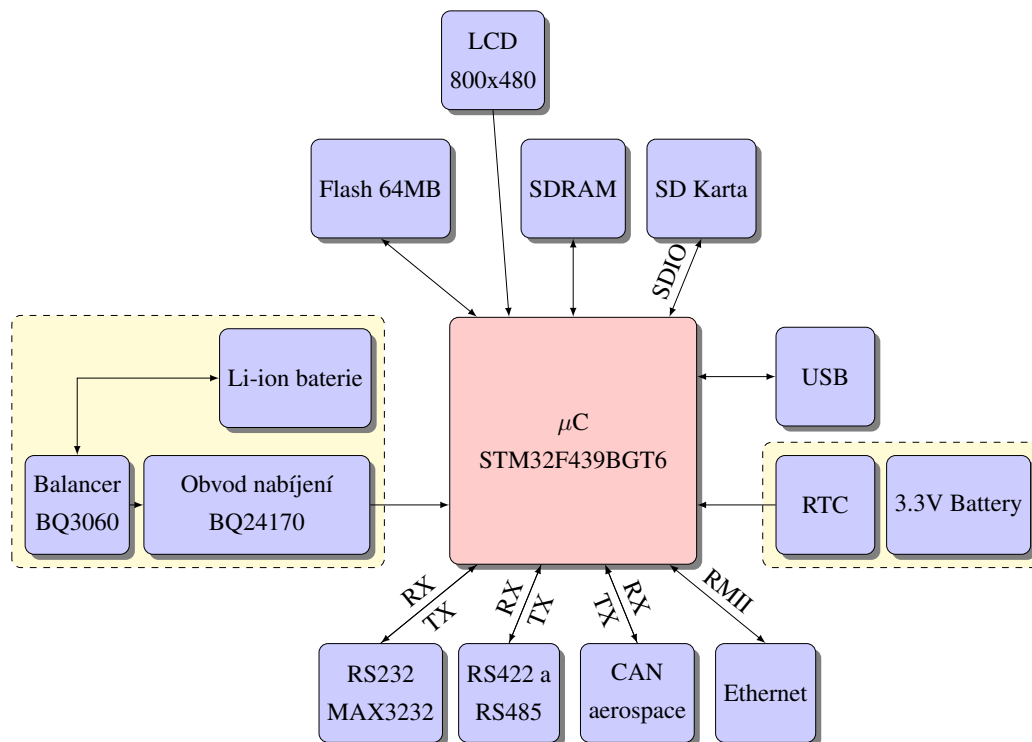 LCD
800x480
Flash 64MB
SDRAM
SD Karta
SDIO
Li-ion baterie
μC
STM32F439BGT6
USB
Balancer
BQ3060
Obvod nabíjení
BQ24170
RTC
3.3V Battery
RX
TX
RX
TX
RX
TX
RMII
RS232
MAX3232
RS422 a
RS485
CAN
aerospace
Ethernet